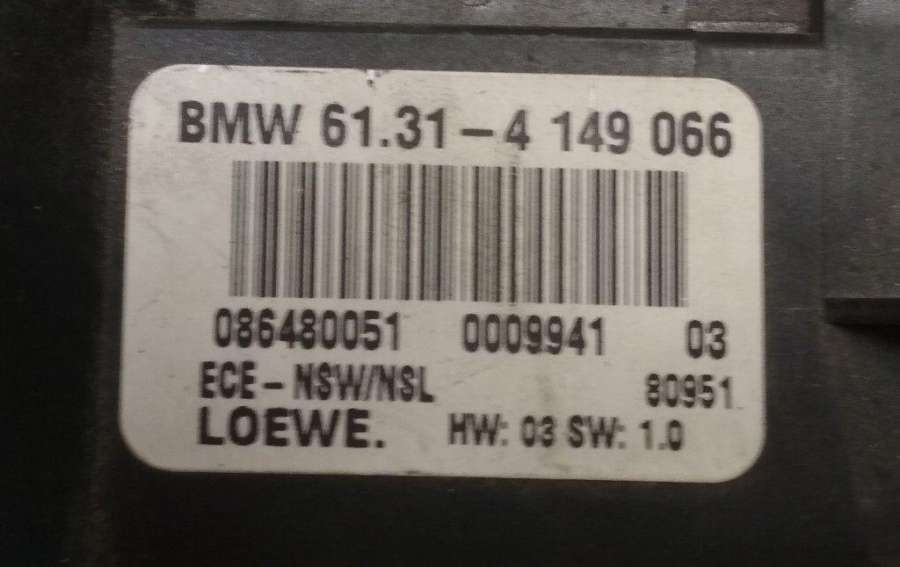 BMW 61.31-4 149 066
086480051 0009941 03
ECE-NSW/NSL 80951
LOEWE. HW: 03 SW: 1.0